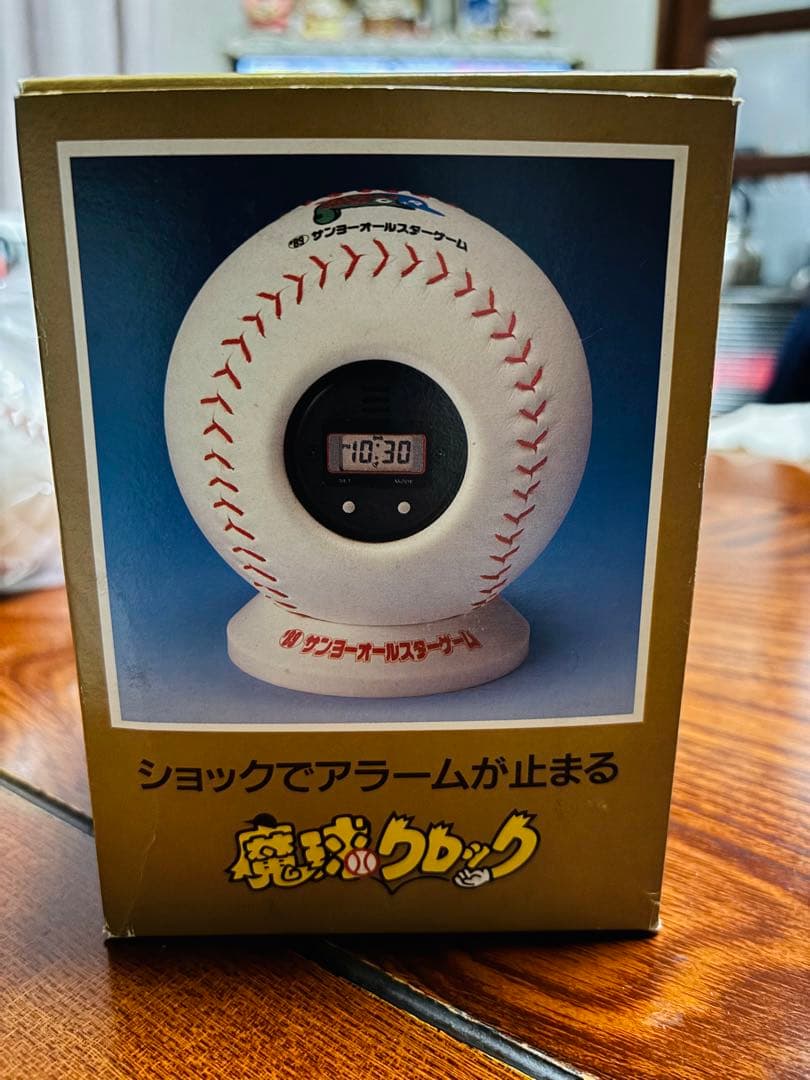 '89 サンヨーオールスターゲーム
PM 10:30
SET MODE
'89 サンヨーオールスターゲーム
ショックでアラームが止まる
魔球クロック